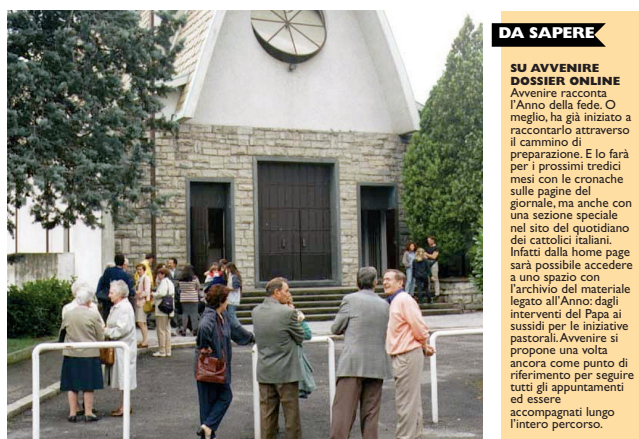 DA SAPERE
SU AVVENIRE
DOSSIER ONLINE
Avvenire racconta
l'Anno della fede. O
meglio, ha già iniziato a
raccontarlo attraverso
il cammino di
preparazione. E lo farà
per i prossimi tredici
mesi con le cronache
sulle pagine del
giornale, ma anche con
una sezione speciale
nel sito del quotidiano
dei cattolici italiani.
Infatti dalla home page
sarà possibile accedere
a uno spazio con
l'archivio del materiale
legato all'Anno: dagli
interventi del Papa ai
sussidi per le iniziative
pastorali. Avvenire si
propone una volta
ancora come punto di
riferimento per seguire
tutti gli appuntamenti
ed essere
accompagnati lungo
l'intero percorso.